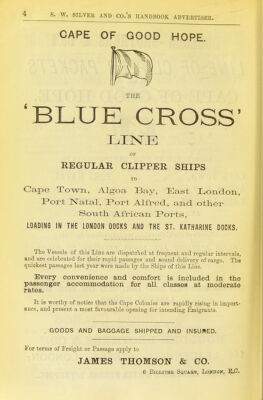 4 S. W. SILVER AND CO.'S HANDBOOK ADVERTISER.
CAPE OF GOOD HOPE.
THE
'BLUE CROSS'
LINE
OF
REGULAR CLIPPER SHIPS
TO
Cape Town, Algoa Bay, East London,
Port Natal, Port Alfred, and other
South African Ports,
LOADING IN THE LONDON DOCKS AND THE ST. KATHARINE DOCKS.
The Vessels of this Line are dispatched at frequent and regular intervals,
and are celebrated for their rapid passages and sound delivery of cargo. The
quickest passages last year were made by the Ships of this Line.
Every convenience and comfort is included in the
passenger accommodation for all classes at moderate
rates.
It is worthy of notice that the Cape Colonies are rapidly rising in import-
ance, and present a most favourable opening for intending Emigrants.
GOODS AND BAGGAGE SHIPPED AND INSURED.
For terms of Freight or Passage apply to
JAMES THOMSON & CO.
6 BILLITER SQUARE, LONDON, E.C.